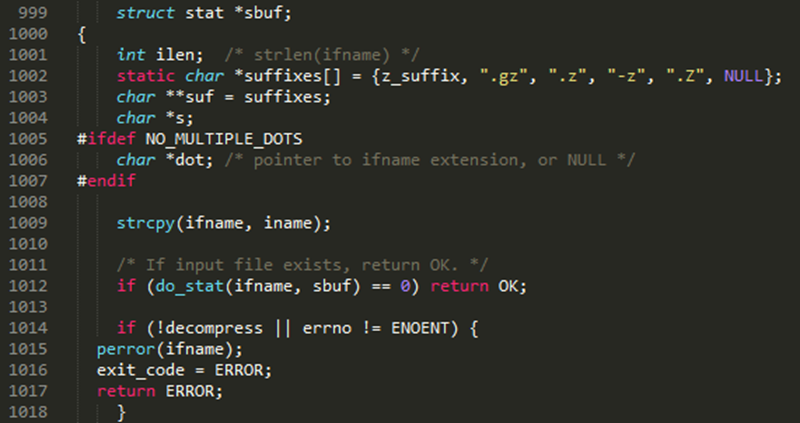 999     struct stat *sbuf;
1000 {
1001     int ilen;  /* strlen(ifname) */
1002     static char *suffixes[] = {z_suffix, ".gz", ".z", "-z", ".Z", NULL};
1003     char **suf = suffixes;
1004     char *s;
1005 #ifdef NO_MULTIPLE_DOTS
1006     char *dot; /* pointer to ifname extension, or NULL */
1007 #endif
1008
1009     strcpy(ifname, iname);
1010
1011     /* If input file exists, return OK. */
1012     if (do_stat(ifname, sbuf) == 0) return OK;
1013
1014     if (!decompress || errno != ENOENT) {
1015   perror(ifname);
1016   exit_code = ERROR;
1017   return ERROR;
1018     }